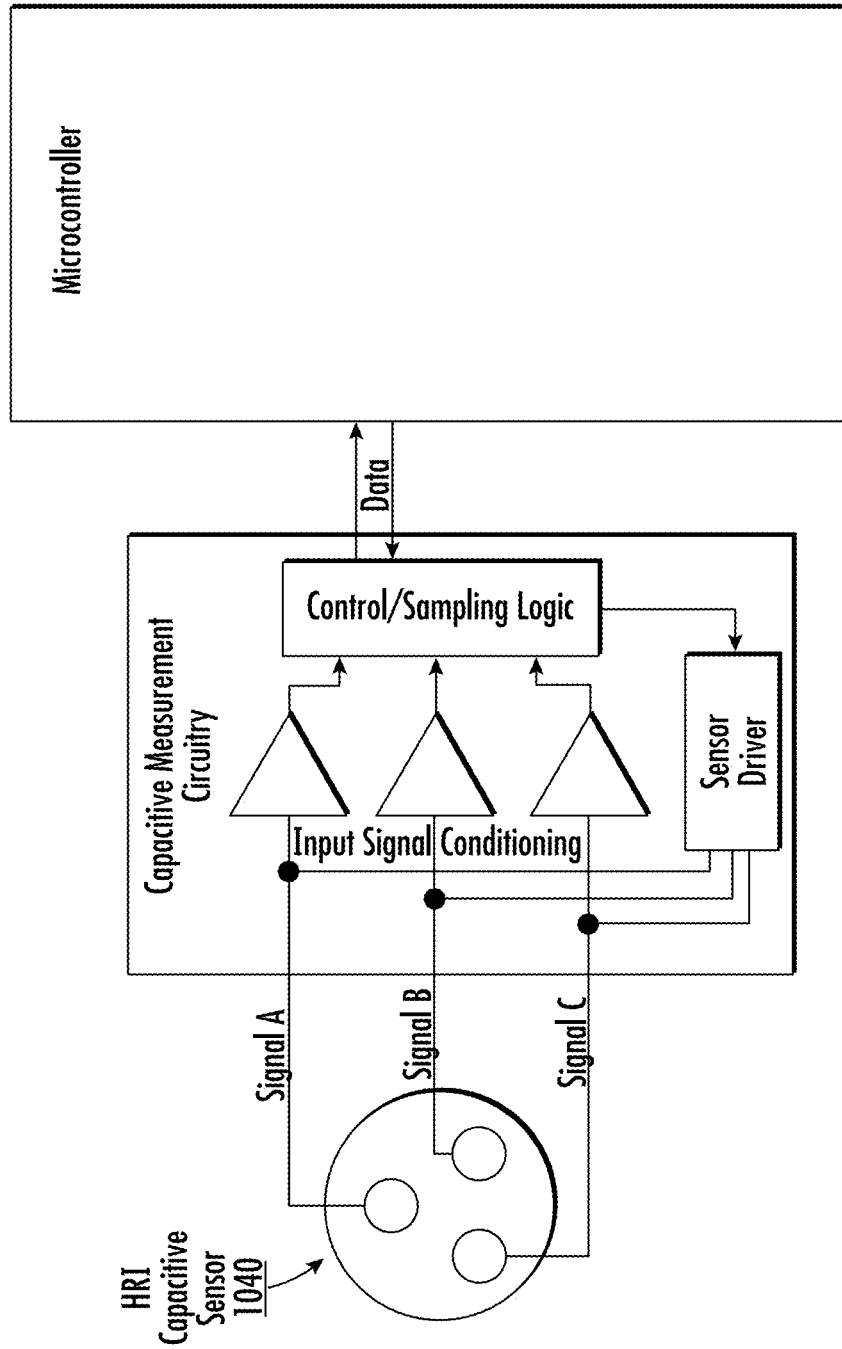 HRI
Capacitive
Sensor
1040
Signal A
Signal B
Signal C
Capacitive Measurement
Circuitry
Input Signal Conditioning
Control/Sampling Logic
Sensor
Driver
Data
Microcontroller